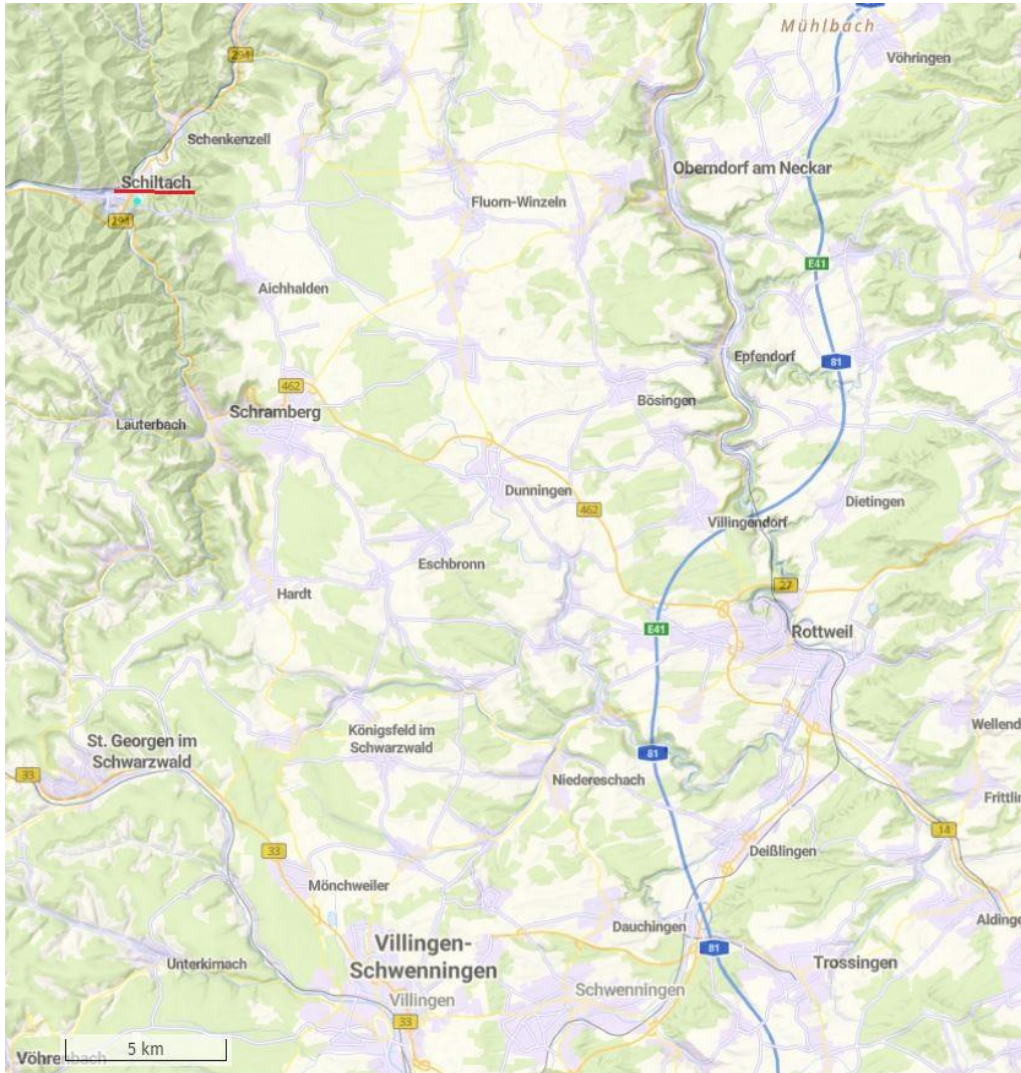 Mühlbach
Vöhringen
294
Schenkenzell
Oberndorf am Neckar
Schiltach
Fluorn-Winzeln
294
E41
Aichhalden
Epfendorf
81
462
Bösingen
Schramberg
Lauterbach
Dunningen
Dietingen
462
Villingendorf
Eschbronn
27
Hardt
E41
Rottweil
Wellend
Königsfeld im
Schwarzwald
St. Georgen im
Schwarzwald
81
33
Niedereschach
Frittlin
14
33
Deißlingen
Mönchweiler
Aldinge
Dauchingen
Villingen-
Schwenningen
81
Unterkirnach
Trossingen
Schwenningen
Villingen
33
5 km
Vöhrenbach